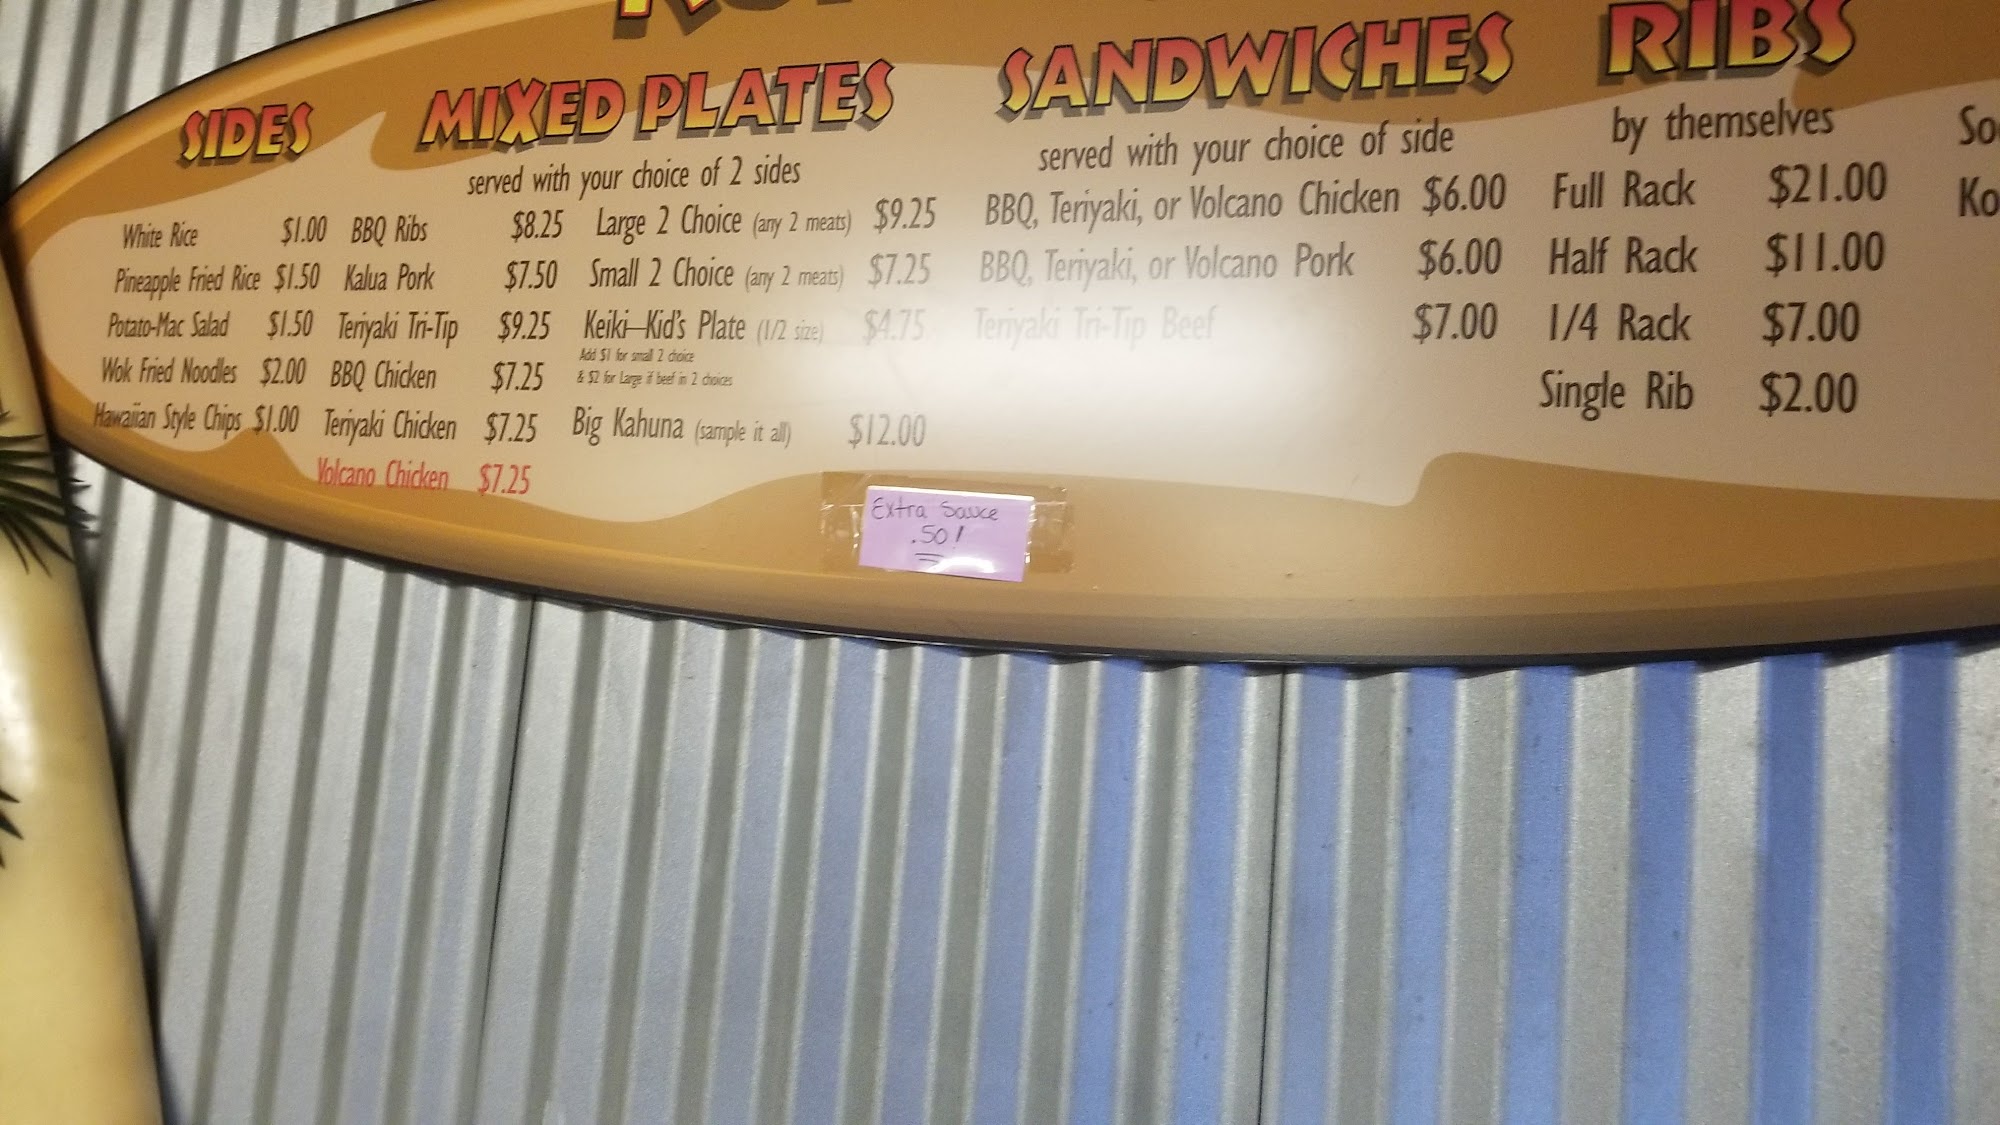 SIDES
White Rice $1.00
Pineapple Fried Rice $1.50
Potato-Mac Salad $1.50
Wok Fried Noodles $2.00
Hawaiian Style Chips $1.00
MIXED PLATES
served with your choice of 2 sides
BBQ Ribs $8.25
Kalua Pork $7.50
Teriyaki Tri-Tip $9.25
BBQ Chicken $7.25
Teriyaki Chicken $7.25
Volcano Chicken $7.25
Large 2 Choice (any 2 meats) $9.25
Small 2 Choice (any 2 meats) $7.25
Keiki-Kid's Plate (1/2 size) $4.75
Add $1 for small 2 choice
& $2 for Large if beef in 2 choices
Big Kahuna (sample it all) $12.00
SANDWICHES
served with your choice of side
BBQ, Teriyaki, or Volcano Chicken $6.00
BBQ, Teriyaki, or Volcano Pork $6.00
Teriyaki Tri-Tip Beef $7.00
RIBS
by themselves
Full Rack $21.00
Half Rack $11.00
1/4 Rack $7.00
Single Rib $2.00
Extra Sauce
.50!